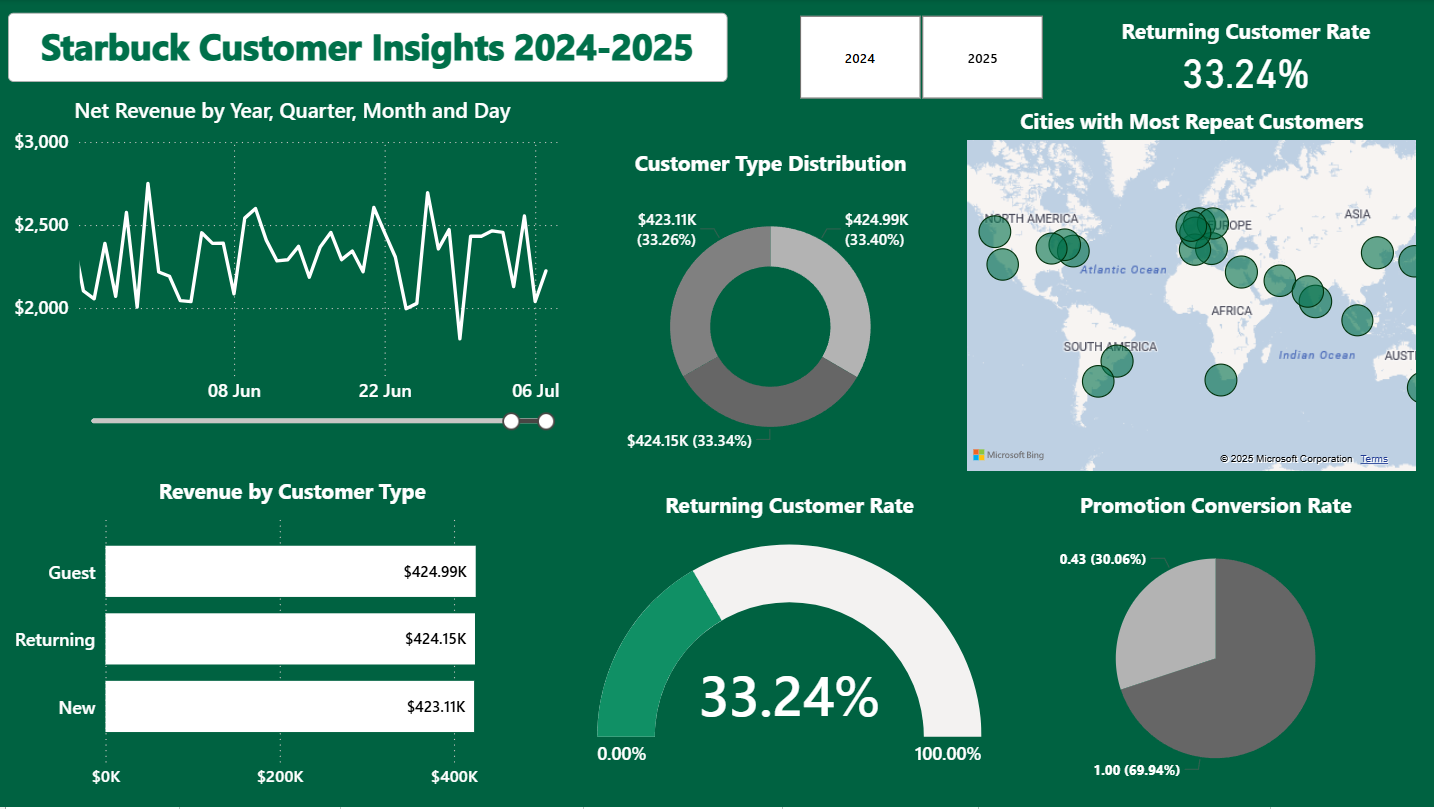 Starbuck Customer Insights 2024-2025
2024
2025
Returning Customer Rate
33.24%
Net Revenue by Year, Quarter, Month and Day
$3,000
$2,500
$2,000
08 Jun
22 Jun
06 Jul
Customer Type Distribution
$423.11K
(33.26%)
$424.99K
(33.40%)
$424.15K (33.34%)
Cities with Most Repeat Customers
NORTH AMERICA
UROPE
ASIA
Atlantic Ocean
AFRICA
SOUTH AMERICA
Indian Ocean
AUST
Microsoft Bing
© 2025 Microsoft Corporation
Terms
Revenue by Customer Type
Guest
$424.99K
Returning
$424.15K
New
$423.11K
$0K
$200K
$400K
Returning Customer Rate
33.24%
0.00%
100.00%
Promotion Conversion Rate
0.43 (30.06%)
1.00 (69.94%)